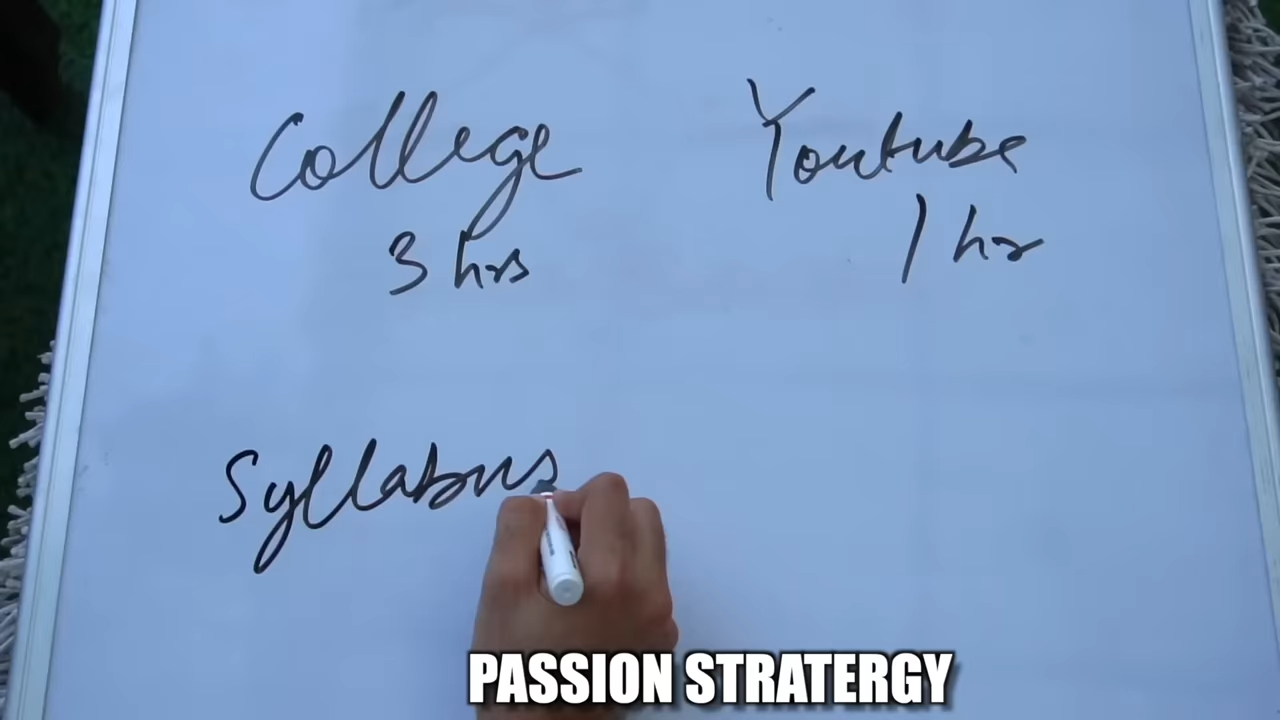 College
3 hrs
Youtube
1 hr
Syllabus
PASSION STRATERGY